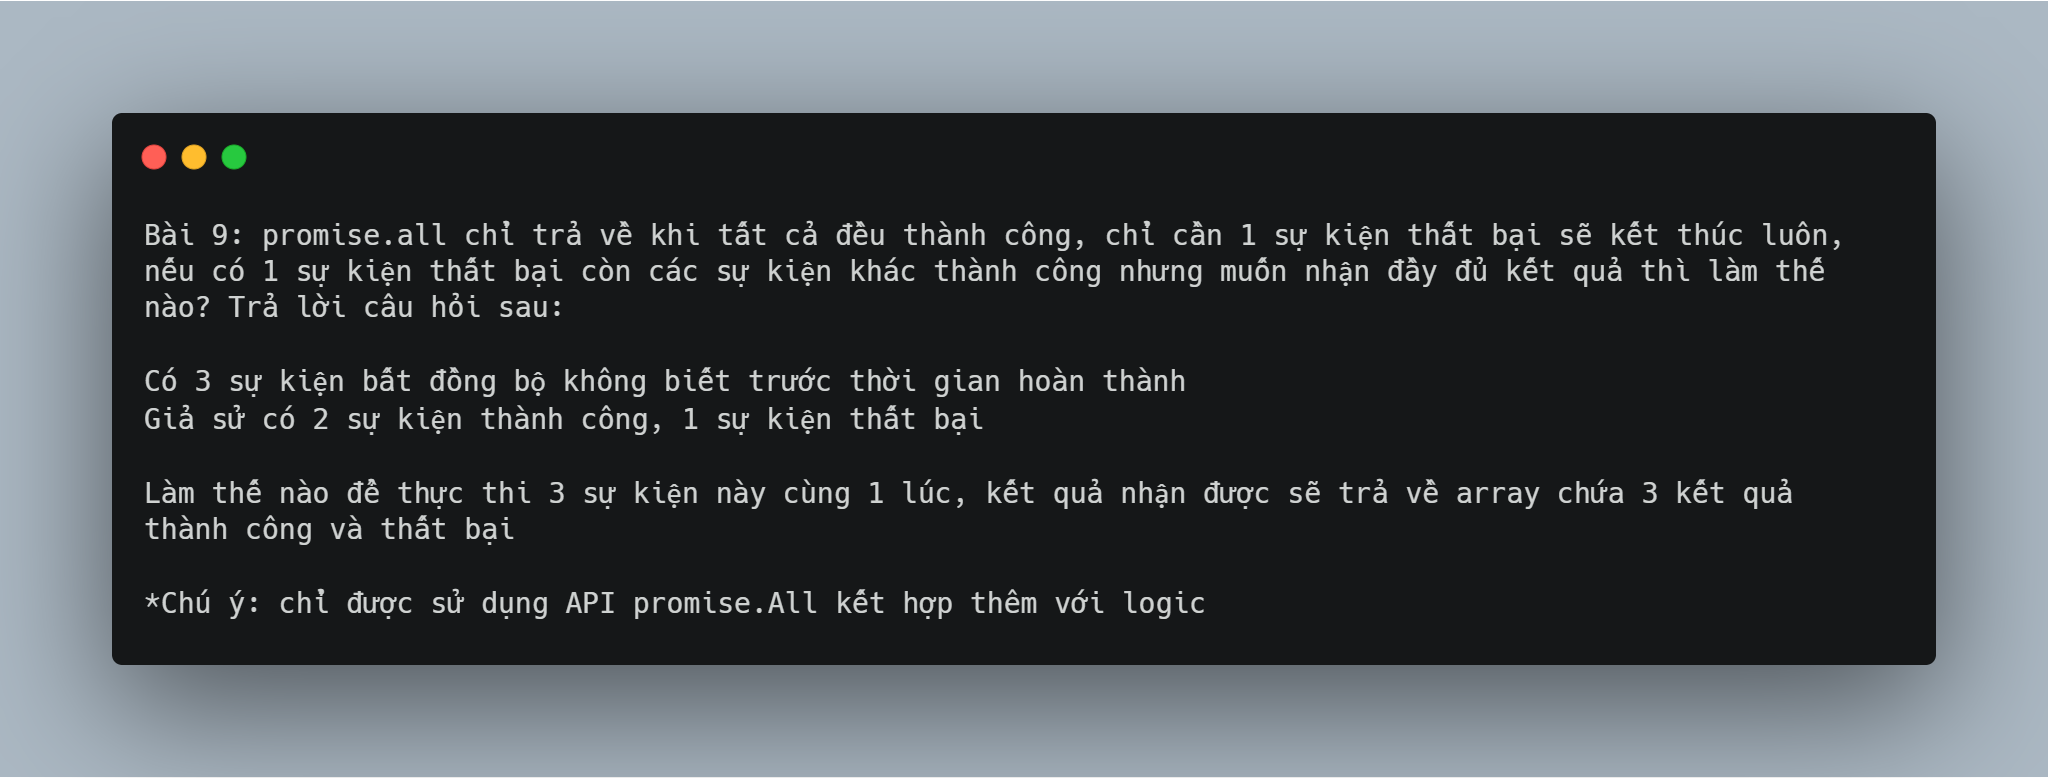 Bài 9: promise.all chỉ trả về khi tất cả đều thành công, chỉ cần 1 sự kiện thất bại sẽ kết thúc luôn,
nếu có 1 sự kiện thất bại còn các sự kiện khác thành công nhưng muốn nhận đầy đủ kết quả thì làm thế
nào? Trả lời câu hỏi sau:
Có 3 sự kiện bất đồng bộ không biết trước thời gian hoàn thành
Giả sử có 2 sự kiện thành công, 1 sự kiện thất bại
Làm thế nào để thực thi 3 sự kiện này cùng 1 lúc, kết quả nhận được sẽ trả về array chứa 3 kết quả
thành công và thất bại
*Chú ý: chỉ được sử dụng API promise.All kết hợp thêm với logic